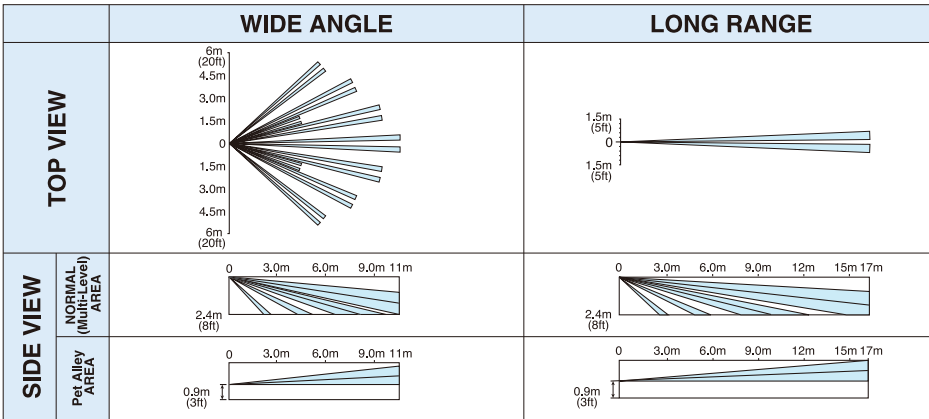 WIDE ANGLE
LONG RANGE
TOP VIEW
6m
(20ft)
4.5m
3.0m
1.5m
0
1.5m
3.0m
4.5m
6m
(20ft)
1.5m
(5ft)
0
1.5m
(5ft)
SIDE VIEW
NORMAL
(Multi-Level)
AREA
0 3.0m 6.0m 9.0m 11m
2.4m
(8ft)
0 3.0m 6.0m 9.0m 12m 15m 17m
2.4m
(8ft)
Pet Alley
AREA
0 3.0m 6.0m 9.0m 11m
0.9m
(3ft)
0 3.0m 6.0m 9.0m 12m 15m 17m
0.9m
(3ft)